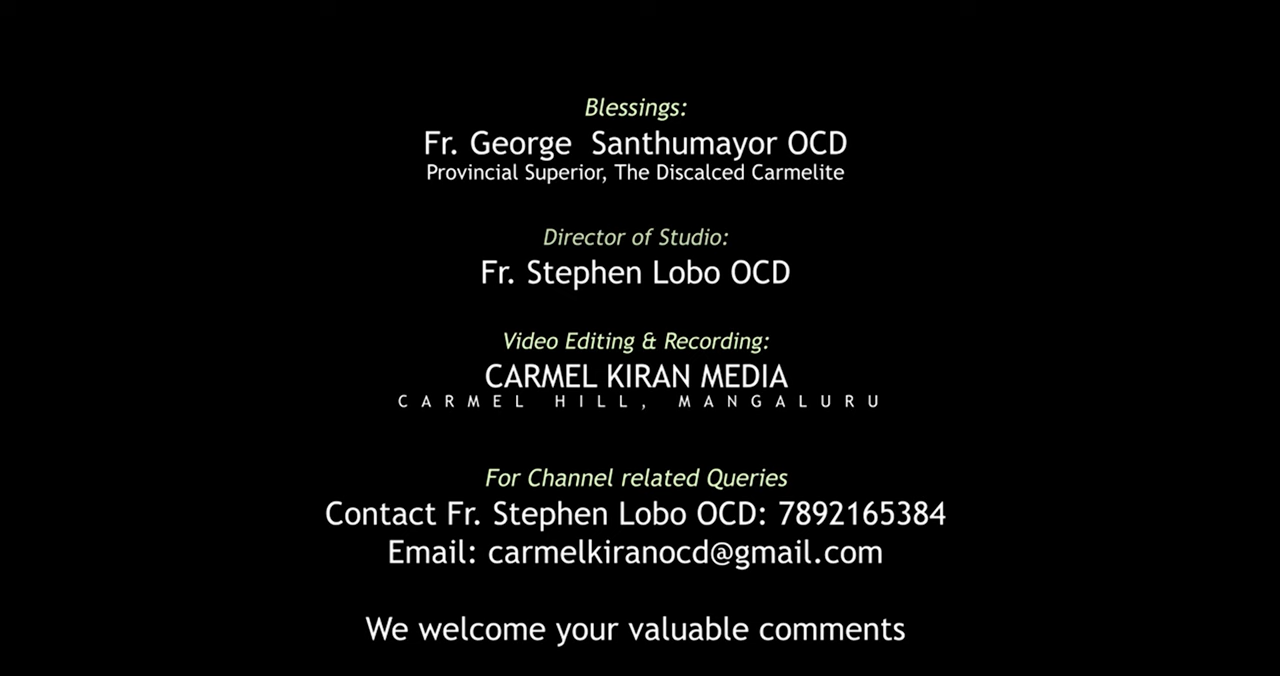 Blessings:
Fr. George Santhumayor OCD
Provincial Superior, The Discalced Carmelite
Director of Studio:
Fr. Stephen Lobo OCD
Video Editing & Recording:
CARMEL KIRAN MEDIA
CARMEL HILL, MANGALURU
For Channel related Queries
Contact Fr. Stephen Lobo OCD: 7892165384
Email: carmelkiranocd@gmail.com
We welcome your valuable comments